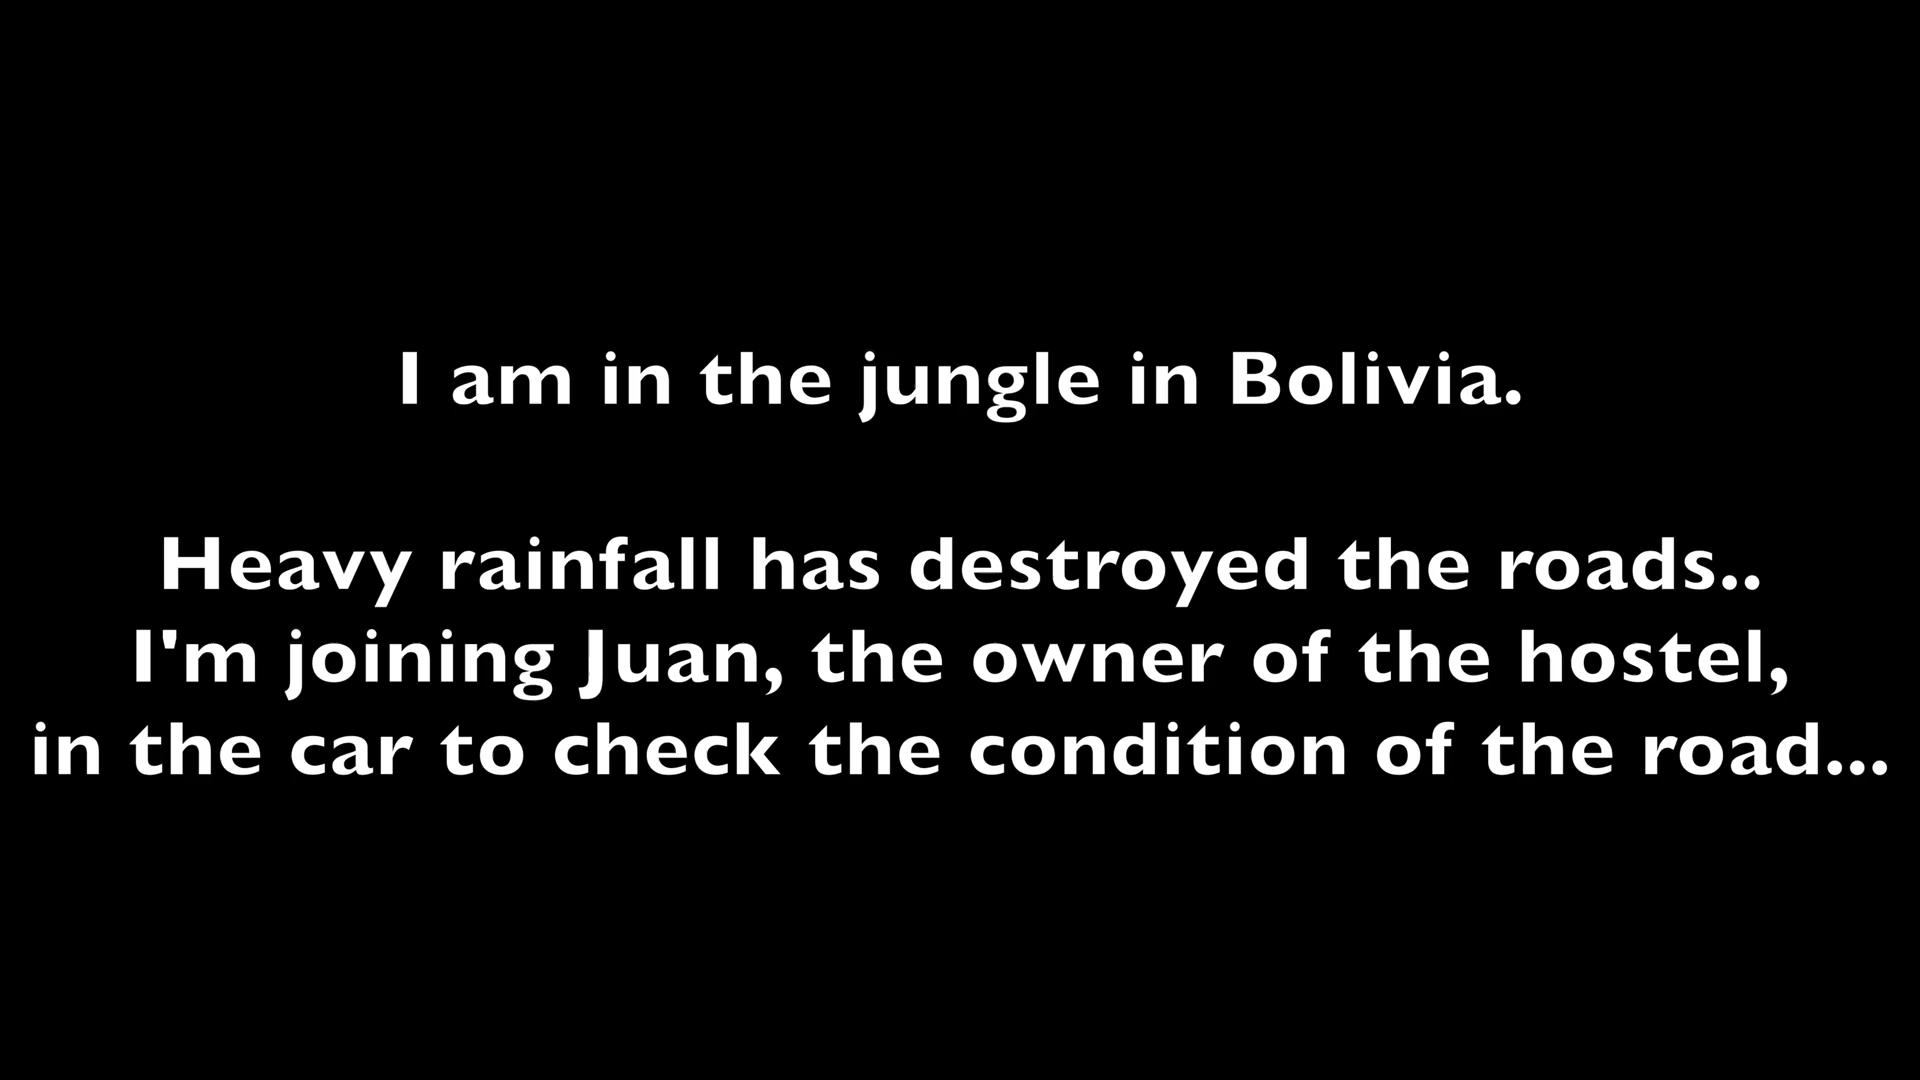 I am in the jungle in Bolivia.
Heavy rainfall has destroyed the roads..
I'm joining Juan, the owner of the hostel,
in the car to check the condition of the road...